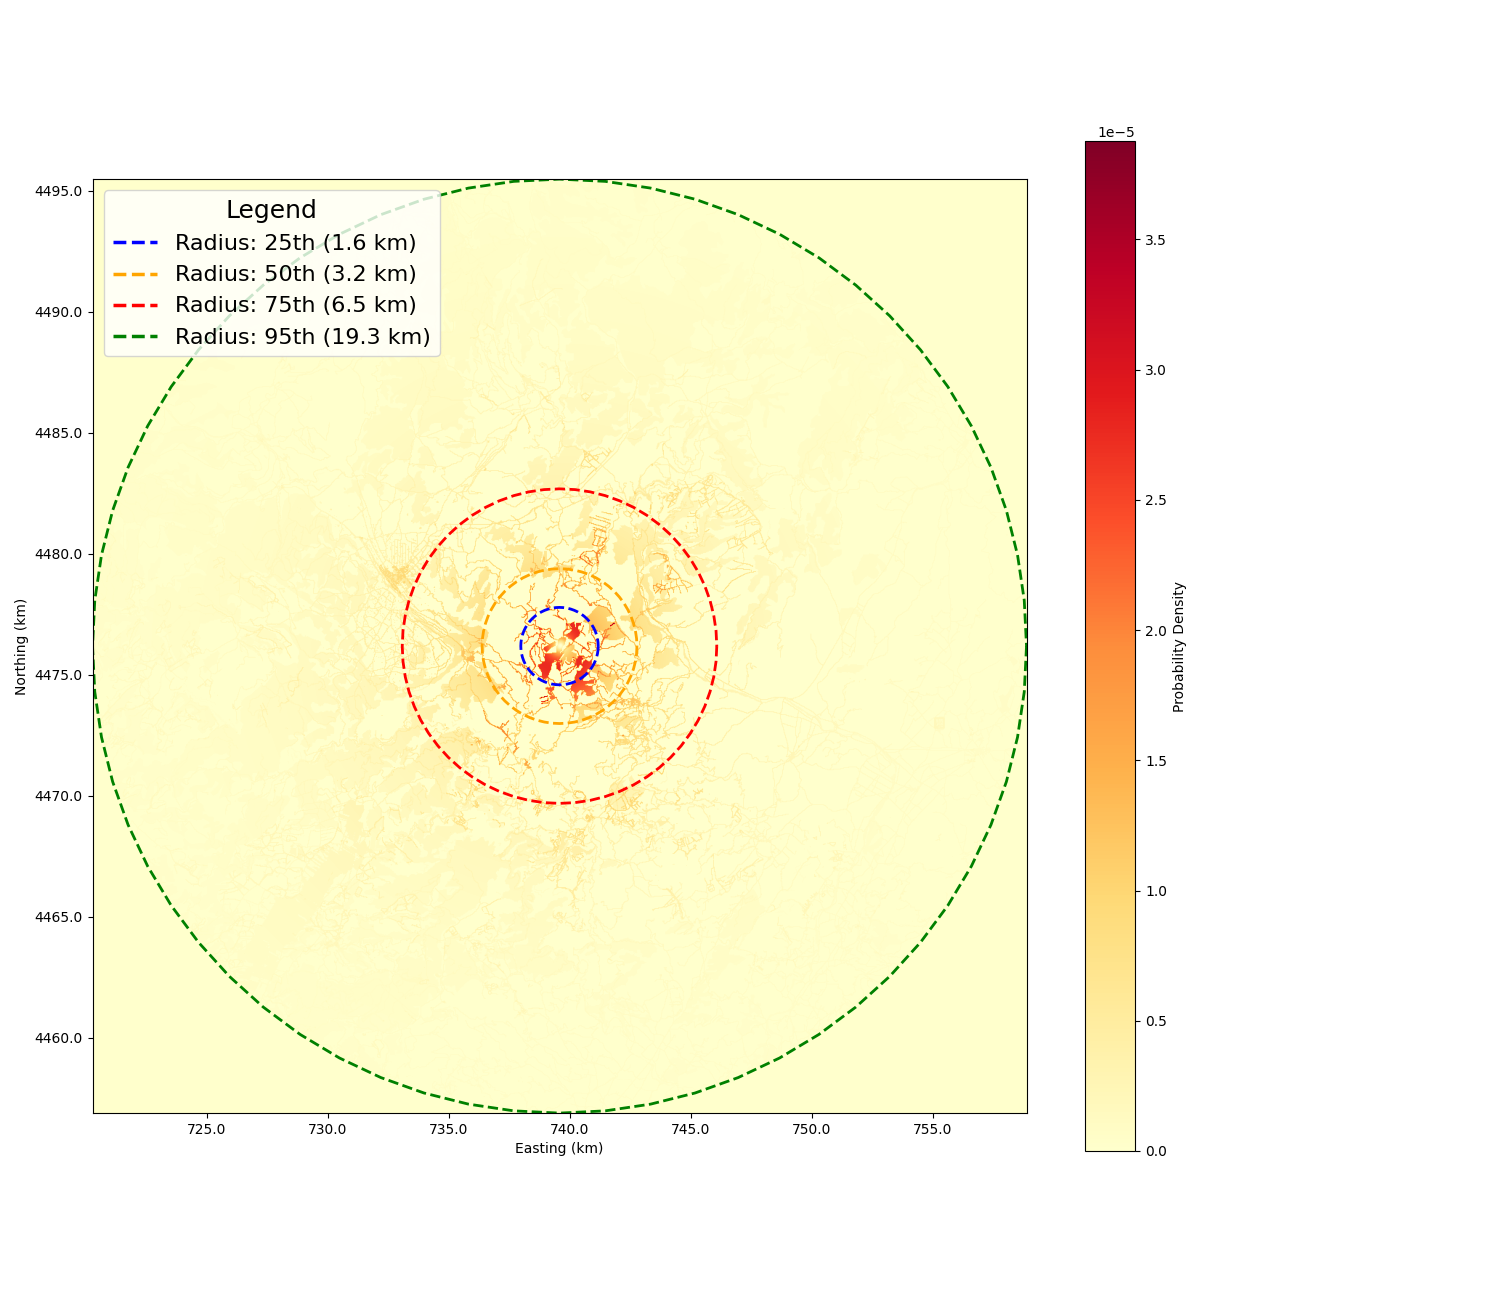 1e−5
4495.0
4490.0
4485.0
4480.0
4475.0
4470.0
4465.0
4460.0
Northing (km)
Legend
Radius: 25th (1.6 km)
Radius: 50th (3.2 km)
Radius: 75th (6.5 km)
Radius: 95th (19.3 km)
725.0 730.0 735.0 740.0 745.0 750.0 755.0
Easting (km)
3.5
3.0
2.5
2.0
1.5
1.0
0.5
0.0
Probability Density